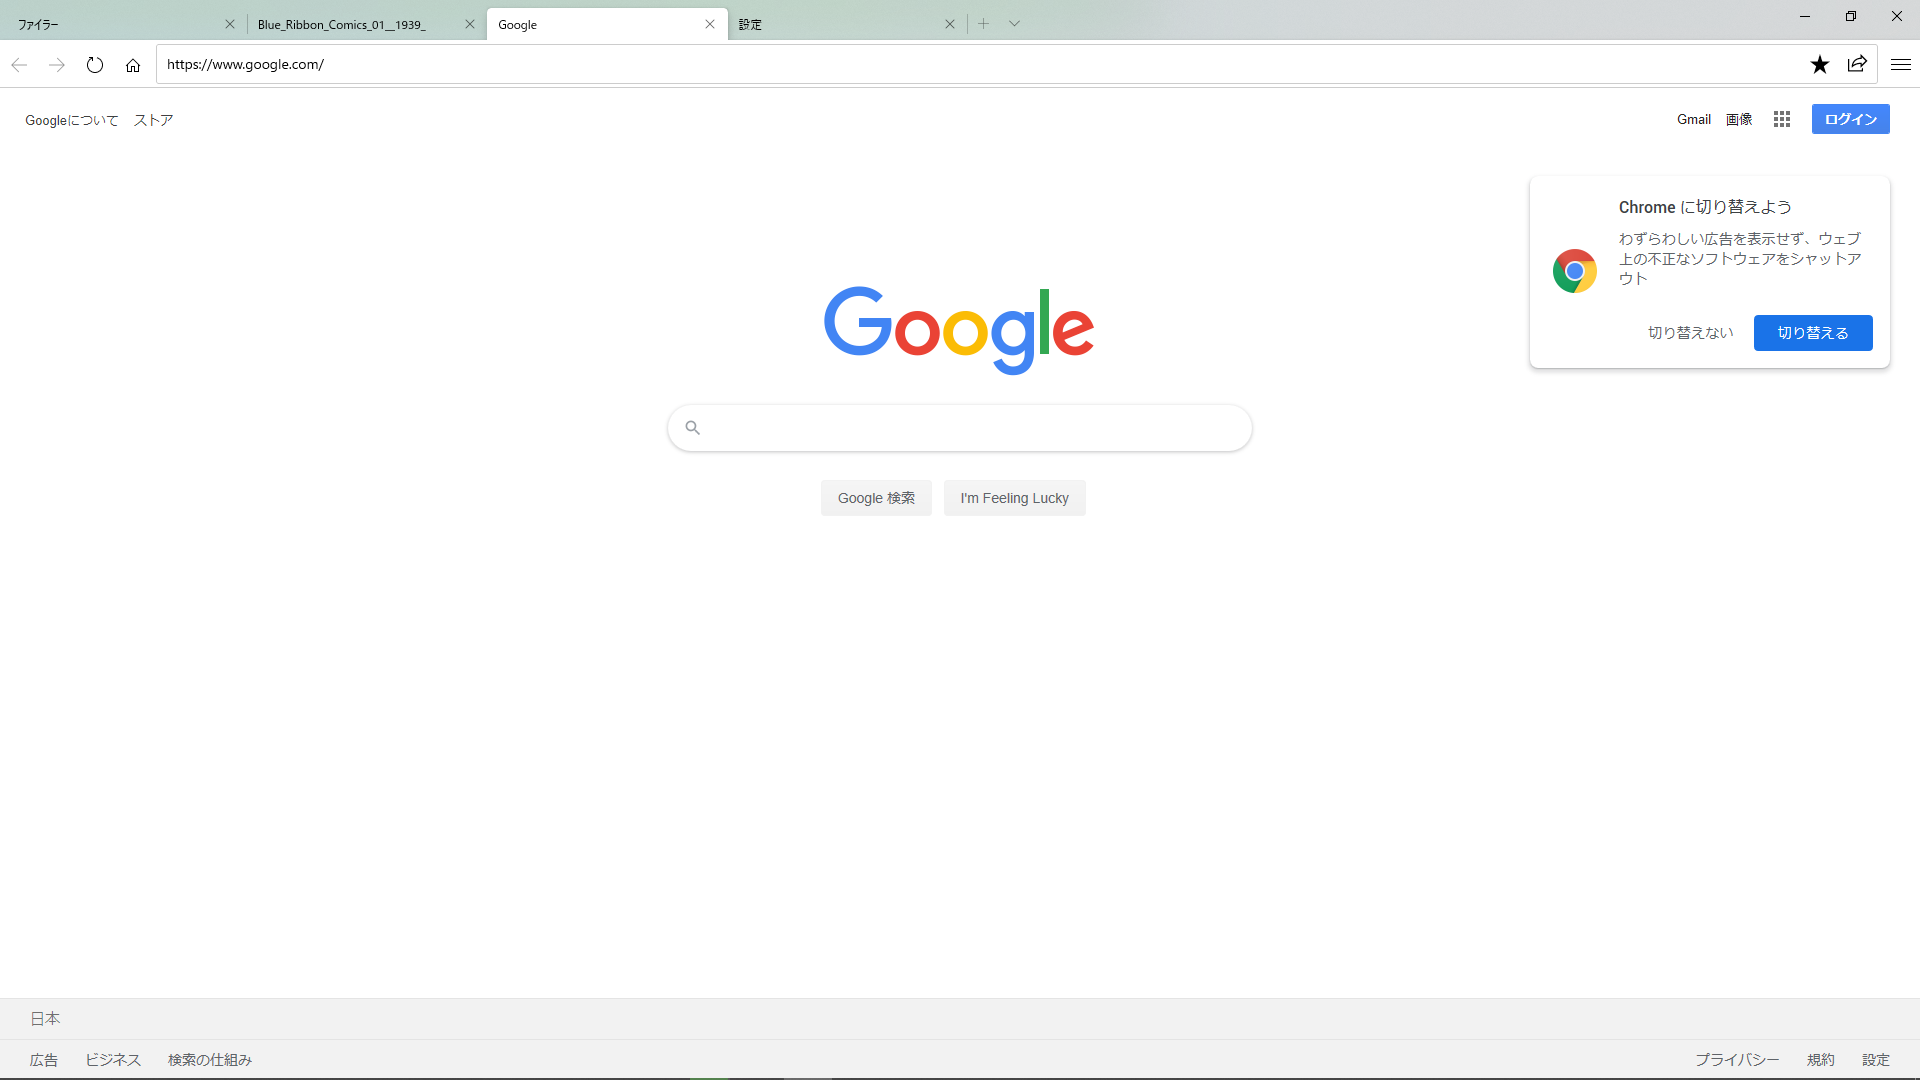 ファイラー
Blue_Ribbon_Comics_01__1939_
Google
設定
https://www.google.com/
Googleについて ストア
Gmail 画像 ログイン
Chrome に切り替えよう
わずらわしい広告を表示せず、ウェブ
上の不正なソフトウェアをシャットア
ウト
切り替えない 切り替える
Google
Google 検索 I'm Feeling Lucky
日本
広告 ビジネス 検索の仕組み
プライバシー 規約 設定